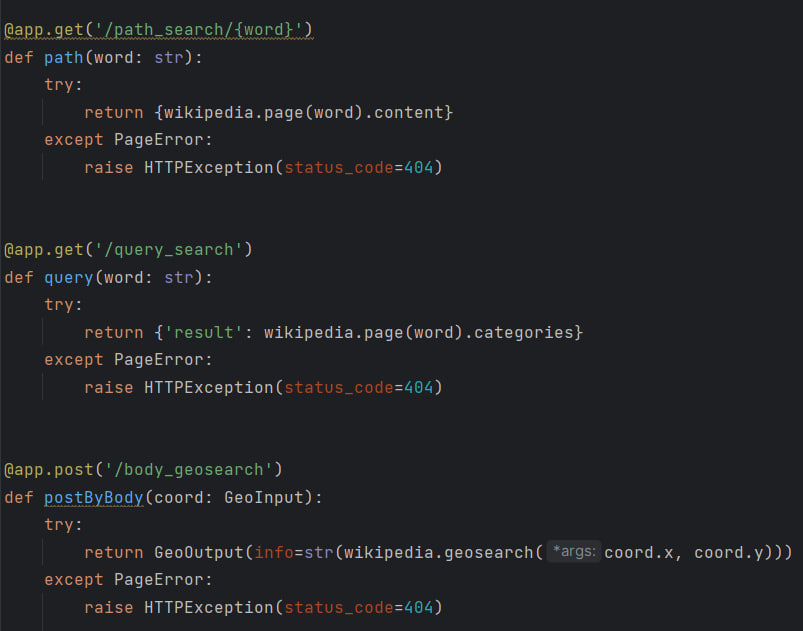 @app.get('/path_search/{word}')
def path(word: str):
    try:
        return {wikipedia.page(word).content}
    except PageError:
        raise HTTPException(status_code=404)
@app.get('/query_search')
def query(word: str):
    try:
        return {'result': wikipedia.page(word).categories}
    except PageError:
        raise HTTPException(status_code=404)
@app.post('/body_geosearch')
def postByBody(coord: GeoInput):
    try:
        return GeoOutput(info=str(wikipedia.geosearch( *args: coord.x, coord.y)))
    except PageError:
        raise HTTPException(status_code=404)